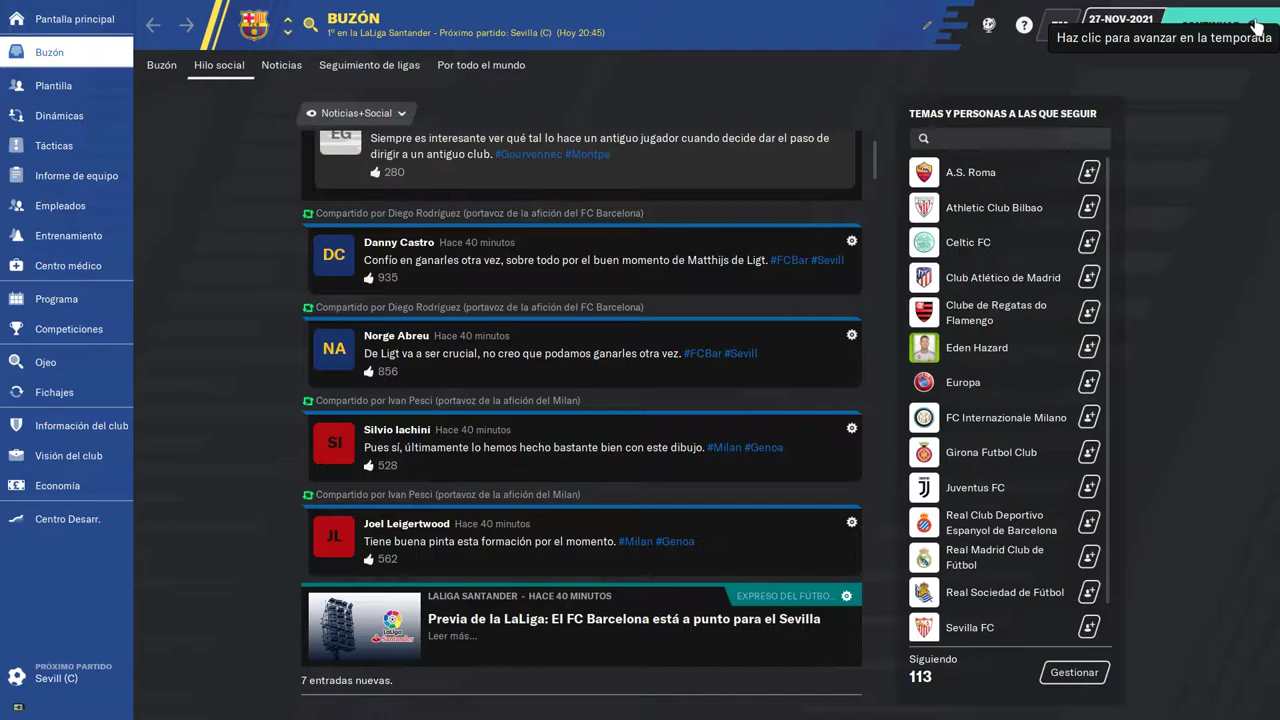 Pantalla principal
Buzón
Plantilla
Dinámicas
Tácticas
Informe de equipo
Empleados
Entrenamiento
Centro médico
Programa
Competiciones
Ojeo
Fichajes
Información del club
Visión del club
Economía
Centro Desarr.
PRÓXIMO PARTIDO
Sevill (C)
BUZÓN
1º en la LaLiga Santander - Próximo partido: Sevilla (C) (Hoy 20:45)
27-NOV-2021
Haz clic para avanzar en la temporada
Buzón
Hilo social
Noticias
Seguimiento de ligas
Por todo el mundo
Noticias+Social
EG
Siempre es interesante ver qué tal lo hace un antiguo jugador cuando decide dar el paso de
dirigir a un antiguo club. #Gourvennec #Montpe
280
Compartido por Diego Rodríguez (portavoz de la afición del FC Barcelona)
DC
Danny Castro Hace 40 minutos
Confío en ganarles otra vez, sobre todo por el buen momento de Matthijs de Ligt. #FCBar #Sevill
935
Compartido por Diego Rodríguez (portavoz de la afición del FC Barcelona)
NA
Norge Abreu Hace 40 minutos
De Ligt va a ser crucial, no creo que podamos ganarles otra vez. #FCBar #Sevill
856
Compartido por Ivan Pesci (portavoz de la afición del Milan)
SI
Silvio Iachini Hace 40 minutos
Pues sí, últimamente lo hemos hecho bastante bien con este dibujo. #Milan #Genoa
528
Compartido por Ivan Pesci (portavoz de la afición del Milan)
JL
Joel Leigertwood Hace 40 minutos
Tiene buena pinta esta formación por el momento. #Milan #Genoa
562
LALIGA SANTANDER - HACE 40 MINUTOS
EXPRESO DEL FÚTBO...
Previa de la LaLiga: El FC Barcelona está a punto para el Sevilla
Leer más...
7 entradas nuevas.
TEMAS Y PERSONAS A LAS QUE SEGUIR
A.S. Roma
Athletic Club Bilbao
Celtic FC
Club Atlético de Madrid
Clube de Regatas do
Flamengo
Eden Hazard
Europa
FC Internazionale Milano
Girona Futbol Club
Juventus FC
Real Club Deportivo
Espanyol de Barcelona
Real Madrid Club de
Fútbol
Real Sociedad de Fútbol
Sevilla FC
Siguiendo
113
Gestionar